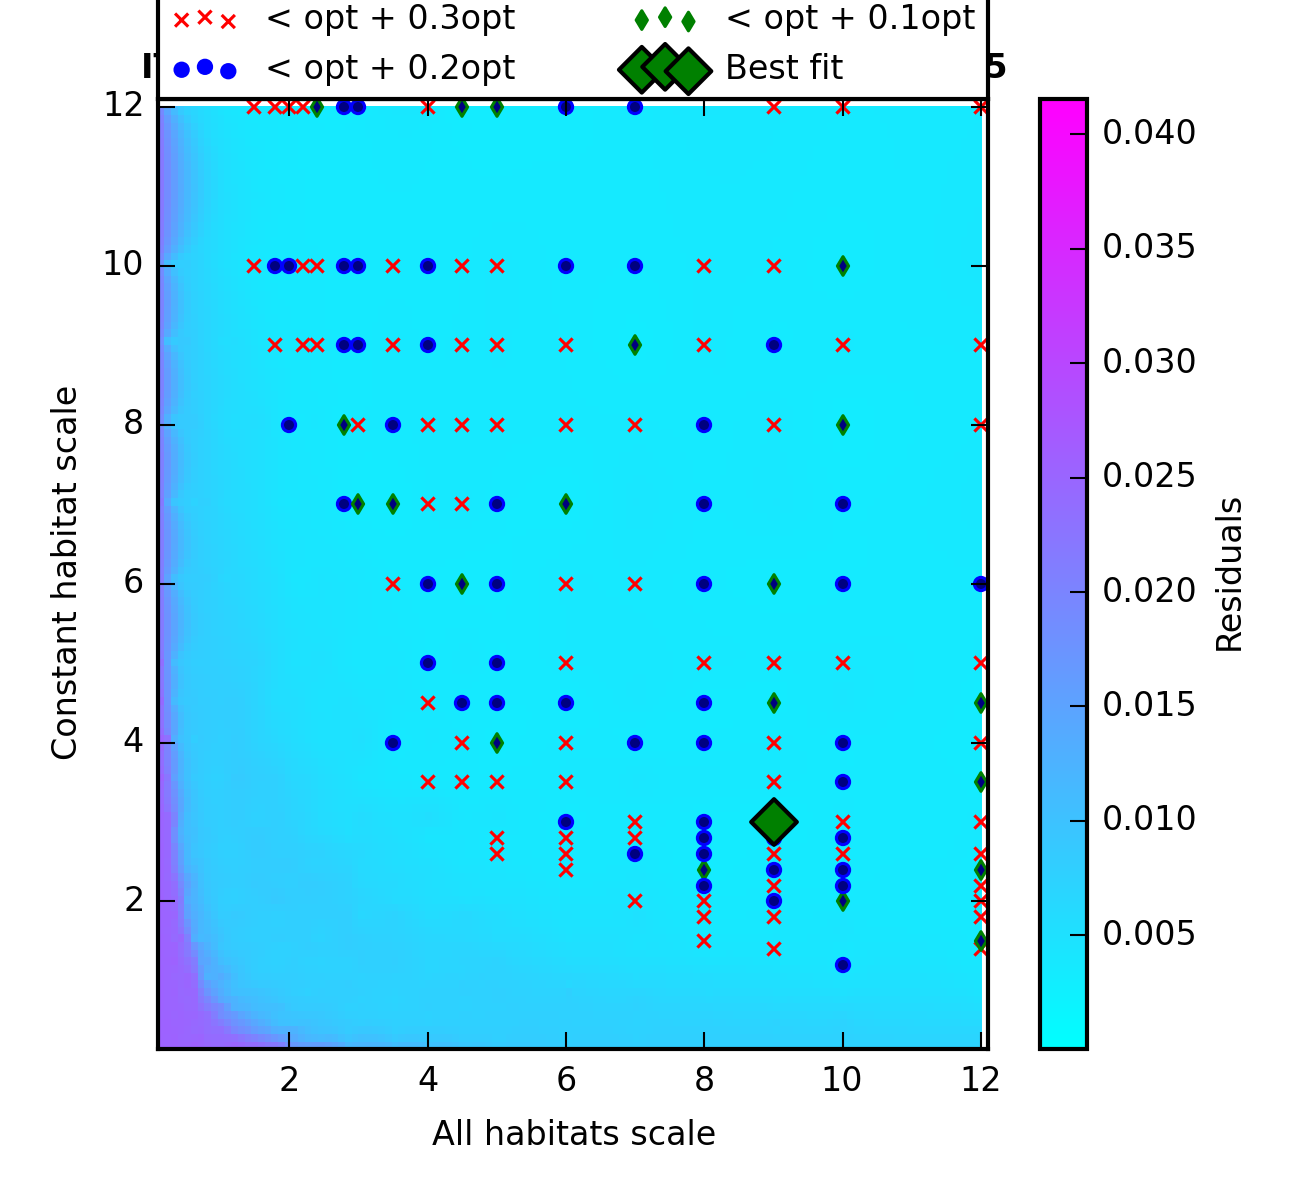 < opt + 0.3opt
< opt + 0.1opt
< opt + 0.2opt
Best fit
5
12
10
8
6
4
2
Constant habitat scale
2 4 6 8 10 12
All habitats scale
0.040
0.035
0.030
0.025
0.020
0.015
0.010
0.005
Residuals